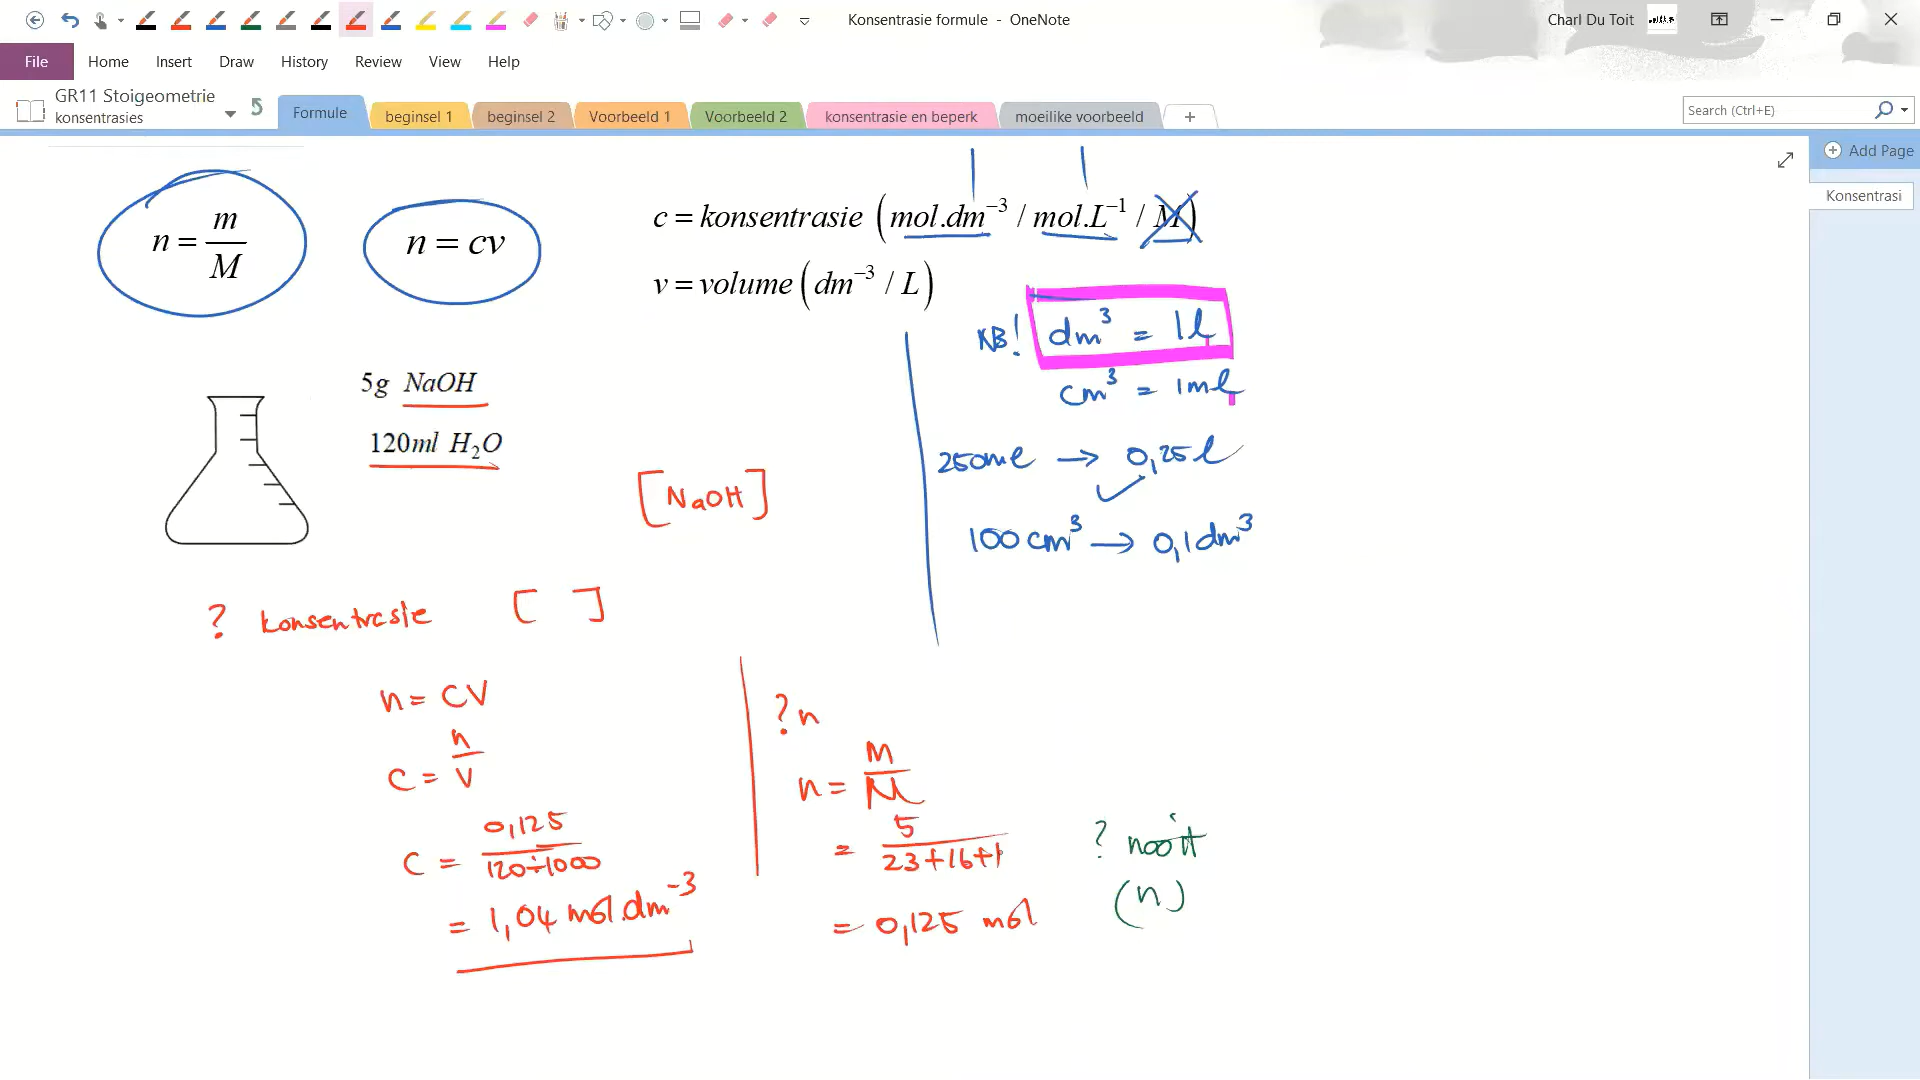 Konsentrasie formule - OneNote
Charl Du Toit
File Home Insert Draw History Review View Help
GR11 Stoigeometrie
konsentrasies
Formule beginsel 1 beginsel 2 Voorbeeld 1 Voorbeeld 2 konsentrasie en beperk moeilike voorbeeld +
Search (Ctrl+E)
Add Page
Konsentrasi
n = m/M
n = cv
c = konsentrasie (mol.dm⁻³ / mol.L⁻¹ / M)
v = volume (dm⁻³ / L)
NB! dm³ = 1l
cm³ = 1ml
250ml → 0,25l
100cm³ → 0,1dm³
5g NaOH
120ml H₂O
[NaOH]
? konsentrasie [ ]
n = CV
C = n/V
C = 0,125/120÷1000
= 1,04 mol.dm⁻³
? n
n = m/M
= 5/23+16+1
= 0,125 mol
? nooit
(n)